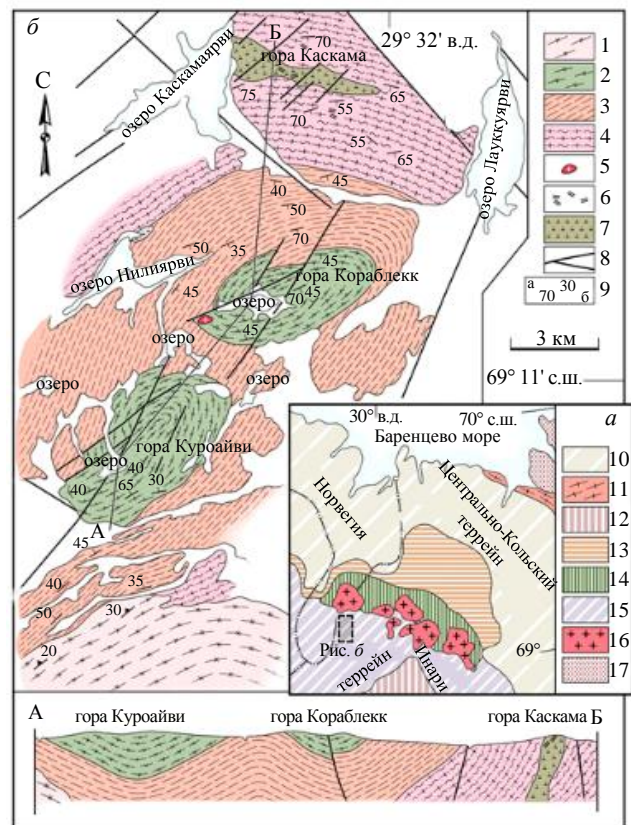 б
Б
гора Каскама
29° 32' в.д.
озеро Каскамаярви
С
70
75
70
55
65
55
65
озеро Лауккуярви
45
40
50
70
50
35
45
гора Кораблекк
озеро Нилиярви
45
озеро
70
45
45
озеро
озеро
озеро
гора Куроайви
озеро
40
40
65
30
А
45
40
35
50
30
20
1
2
3
4
5
6
7
8
а
70
30
б
9
3 км
69° 11' с.ш.
30° в.д.
70° с.ш.
а
Баренцево море
Норвегия
Центрально-Кольский
террейн
Рис. б
террейн
Инари
69°
10
11
12
13
14
15
16
17
А
гора Куроайви
гора Кораблекк
гора Каскама
Б